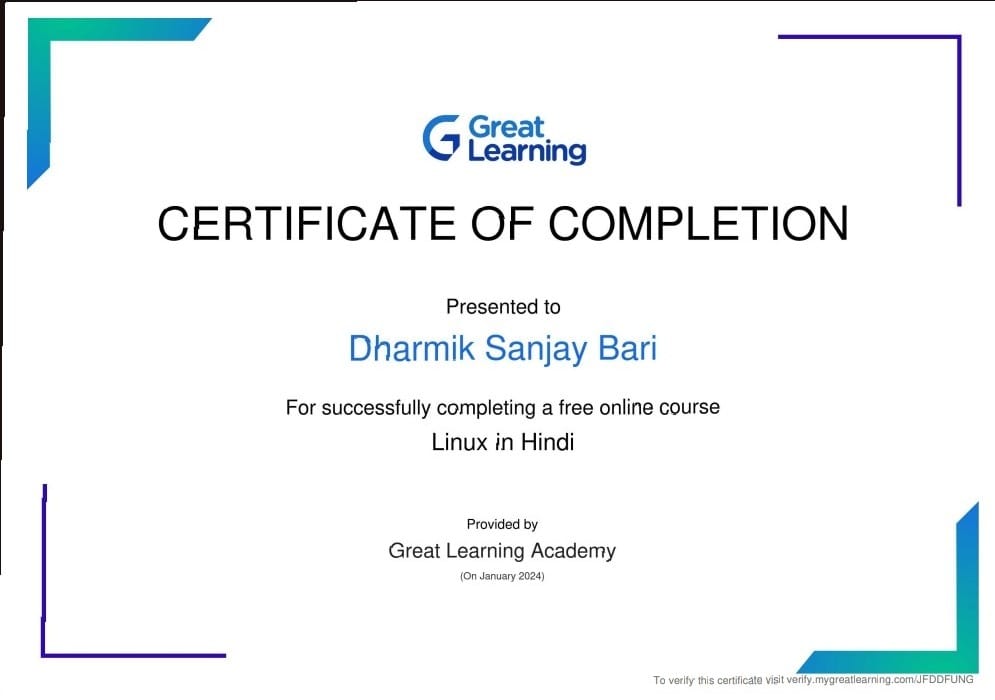 Great
Learning
CERTIFICATE OF COMPLETION
Presented to
Dharmik Sanjay Bari
For successfully completing a free online course
Linux in Hindi
Provided by
Great Learning Academy
(On January 2024)
To verify this certificate visit verify.mygreatlearning.com/JFDDFUNG